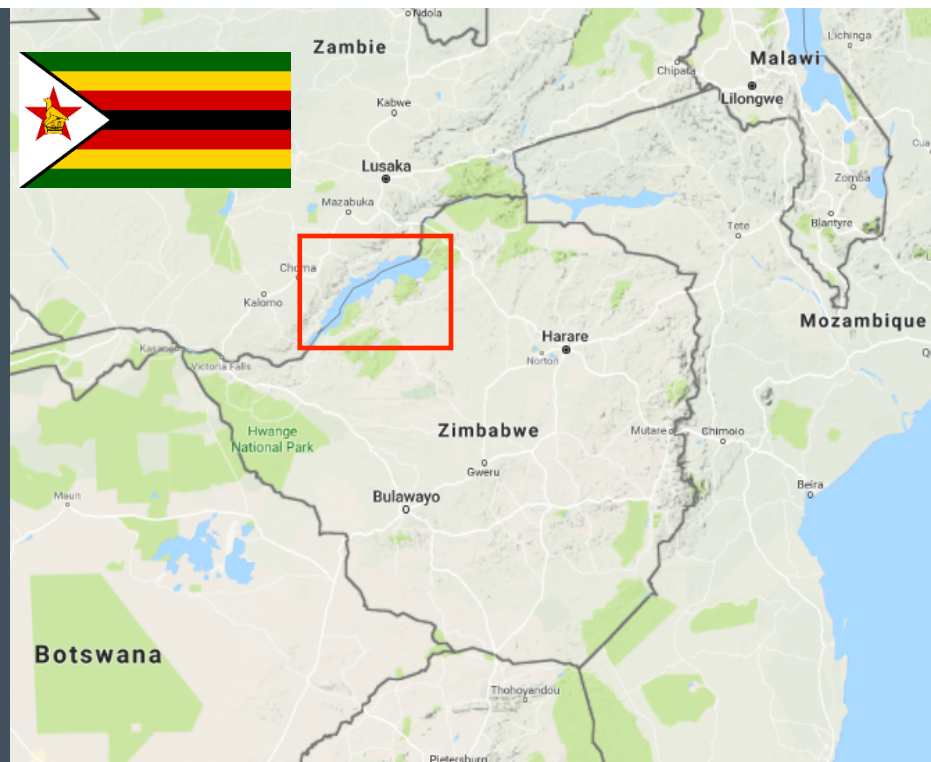 Ndola
Zambie
Lichinga
Malawi
Chipata
Lilongwe
Kabwe
Lusaka
Zomba
Mazabuka
Blantyre
Tete
Choma
Kalomo
Mozambique
Harare
Norton
Kasane
Victoria Falls
Hwange
National Park
Zimbabwe
Mutare
Chimoio
Gweru
Bulawayo
Beira
Maun
Botswana
Thohoyandou
Pietersburg